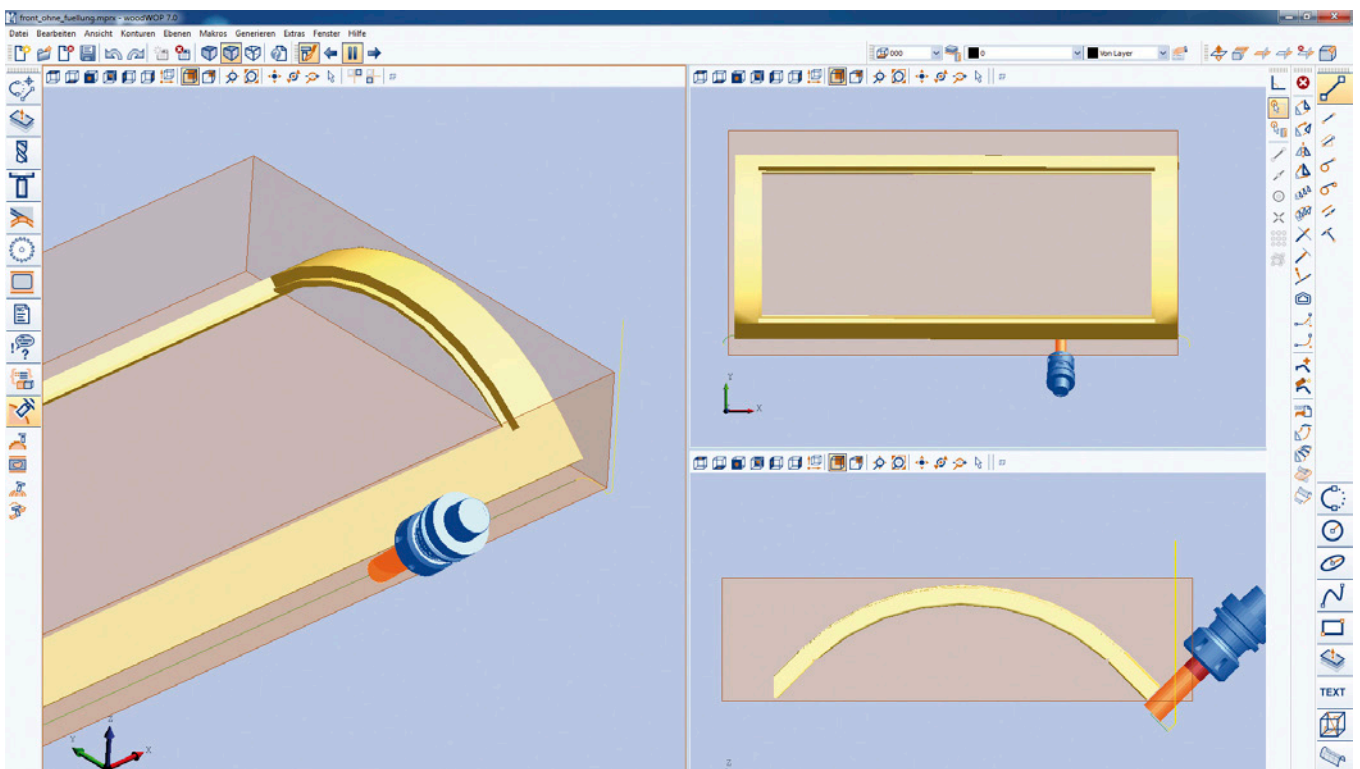 front_ohne_fuellung.mprx - woodWOP 7.0
Datei Bearbeiten Ansicht Konturen Ebenen Makros Generieren Extras Fenster Hilfe
000
0
Von Layer
Y
X
Z
Y
X
Z
TEXT